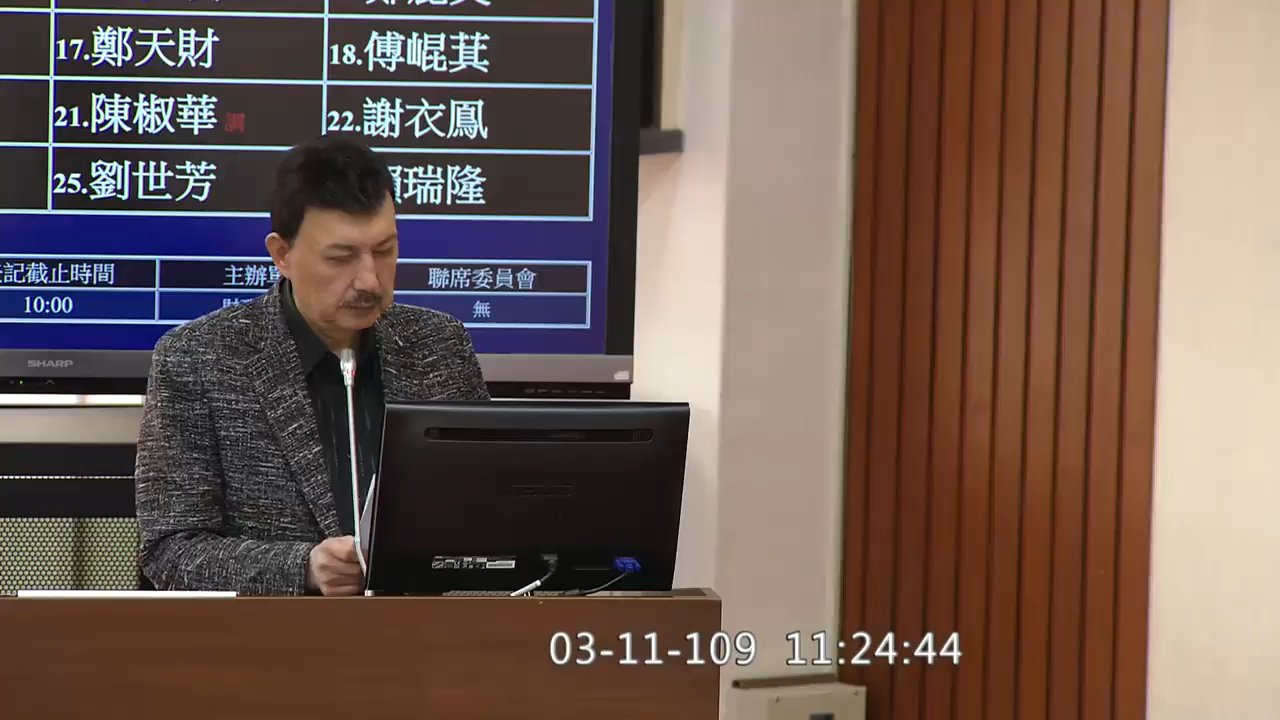 17.鄭天財 18.傅崐萁
21.陳椒華 調 22.謝衣鳳
25.劉世芳 瑞隆
記截止時間 主辦 聯席委員會
10:00 財 無
SHARP
03-11-109 11:24:44